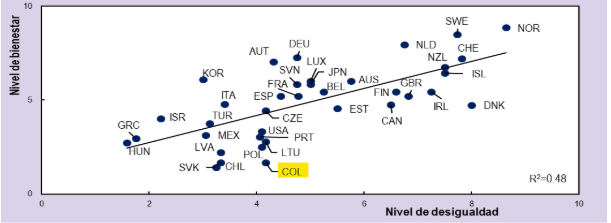 10
Nivel de bienestar
5
0
SWE
NOR
DEU
NLD
AUT
LUX
CHE
NZL
KOR
SVN
JPN
ISL
FRA
AUS
ITA
ESP
BEL
FIN
GBR
ISR
TUR
CZE
EST
IRL
DNK
GRC
CAN
USA
MEX
PRT
HUN
LVA
LTU
POL
SVK
CHL
COL
R²=0.48
0
2
4
6
8
10
Nivel de desigualdad